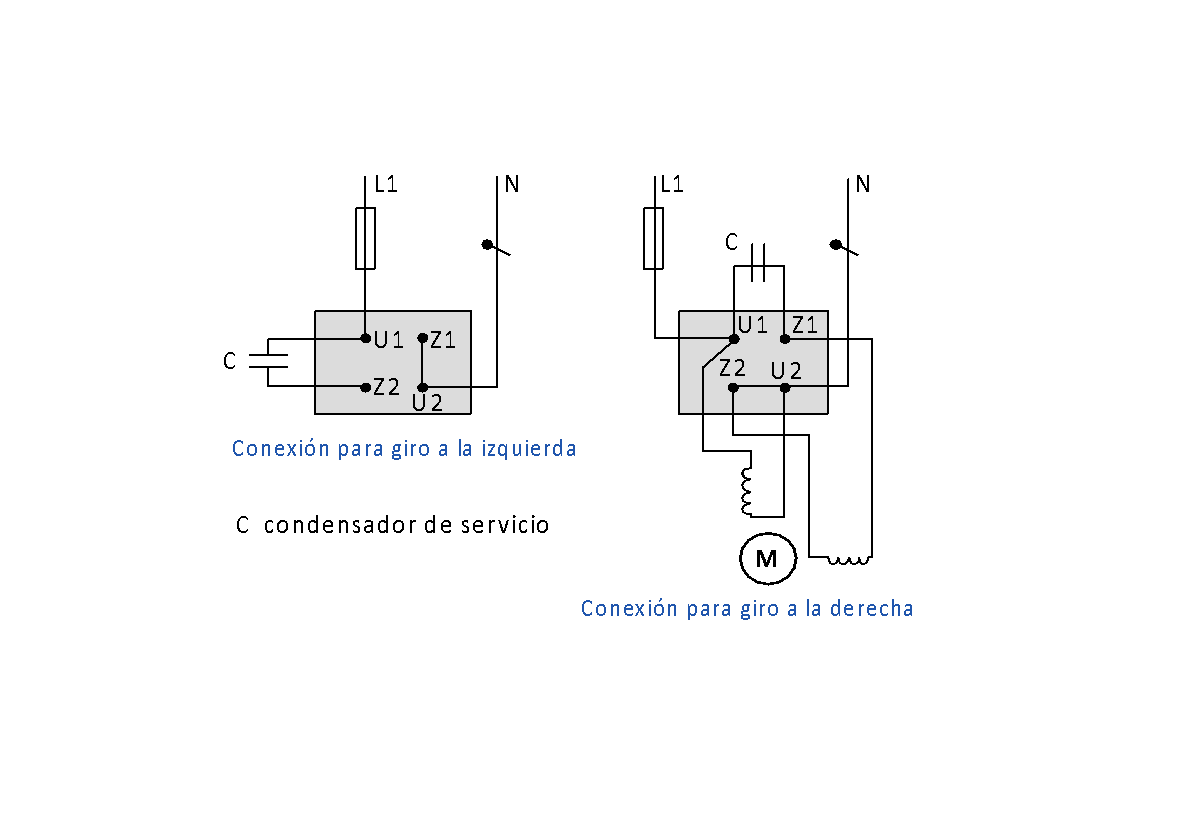 L1
N
L1
N
C
U1
Z1
C
Z2
U2
U1
Z1
Z2
U2
Conexión para giro a la izquierda
C condensador de servicio
M
Conexión para giro a la derecha